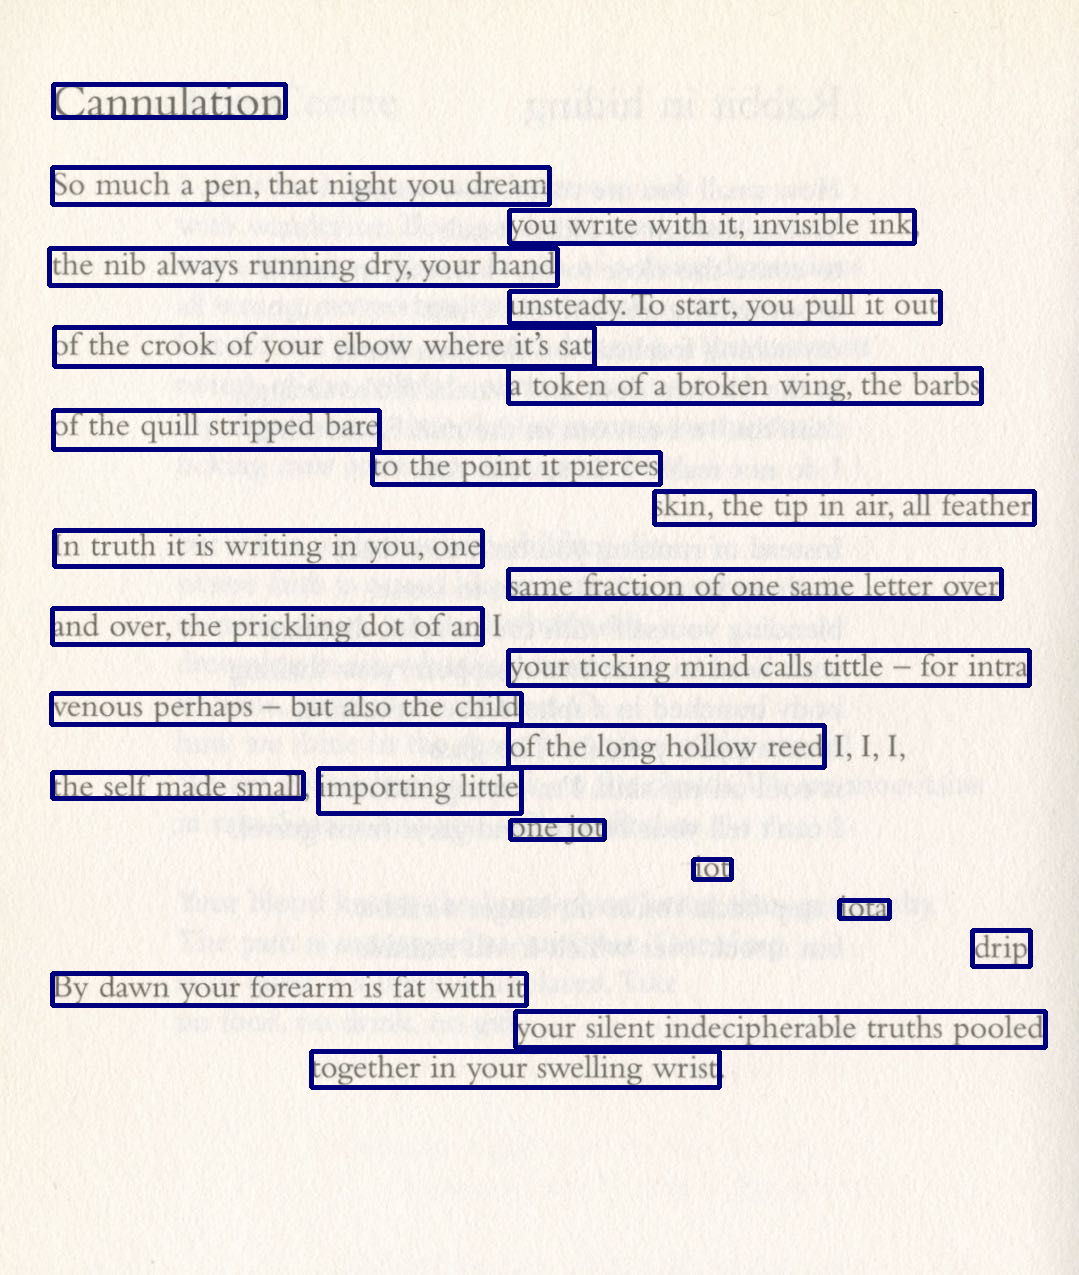 Cannulation
So much a pen, that night you dream
you write with it, invisible ink,
the nib always running dry, your hand
unsteady. To start, you pull it out
of the crook of your elbow where it's sat
a token of a broken wing, the barbs
of the quill stripped bare
to the point it pierces
skin, the tip in air, all feather
In truth it is writing in you, one
same fraction of one same letter over
and over, the prickling dot of an I
your ticking mind calls tittle – for intra
venous perhaps – but also the child
of the long hollow reed I, I, I,
the self made small, importing little
one jot
iot
iota
drip
By dawn your forearm is fat with it
your silent indecipherable truths pooled
together in your swelling wrist.